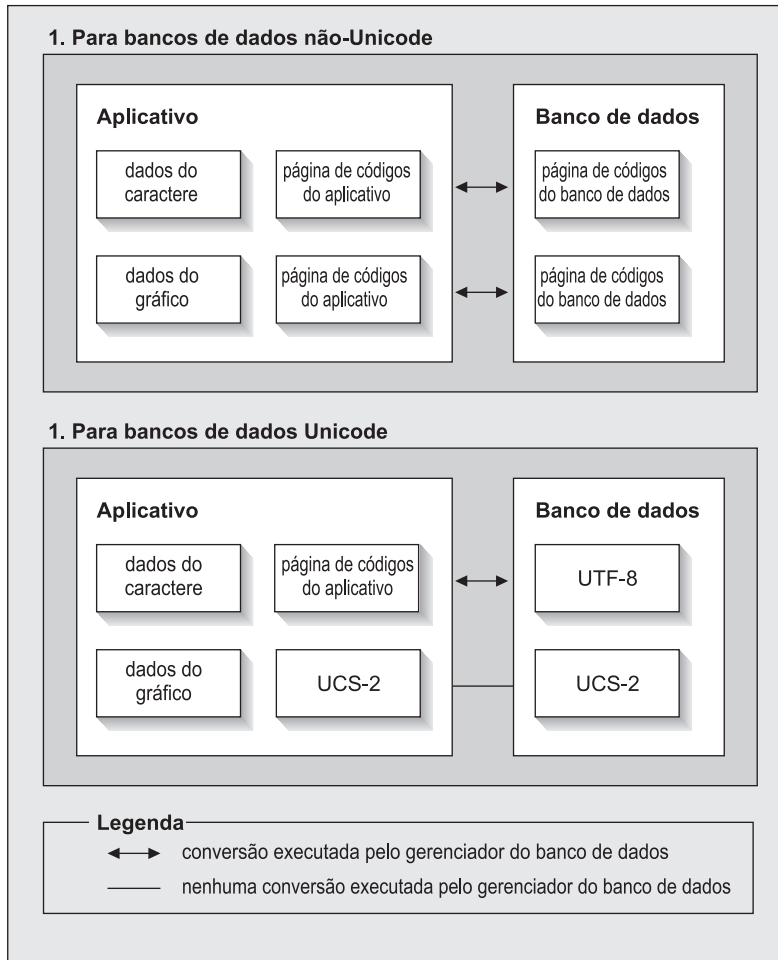 1. Para bancos de dados não-Unicode
Aplicativo
Banco de dados
dados do
caractere
página de códigos
do aplicativo
página de códigos
do banco de dados
dados do
gráfico
página de códigos
do aplicativo
página de códigos
do banco de dados
1. Para bancos de dados Unicode
Aplicativo
Banco de dados
dados do
caractere
página de códigos
do aplicativo
UTF-8
dados do
gráfico
UCS-2
UCS-2
Legenda
conversão executada pelo gerenciador do banco de dados
nenhuma conversão executada pelo gerenciador do banco de dados